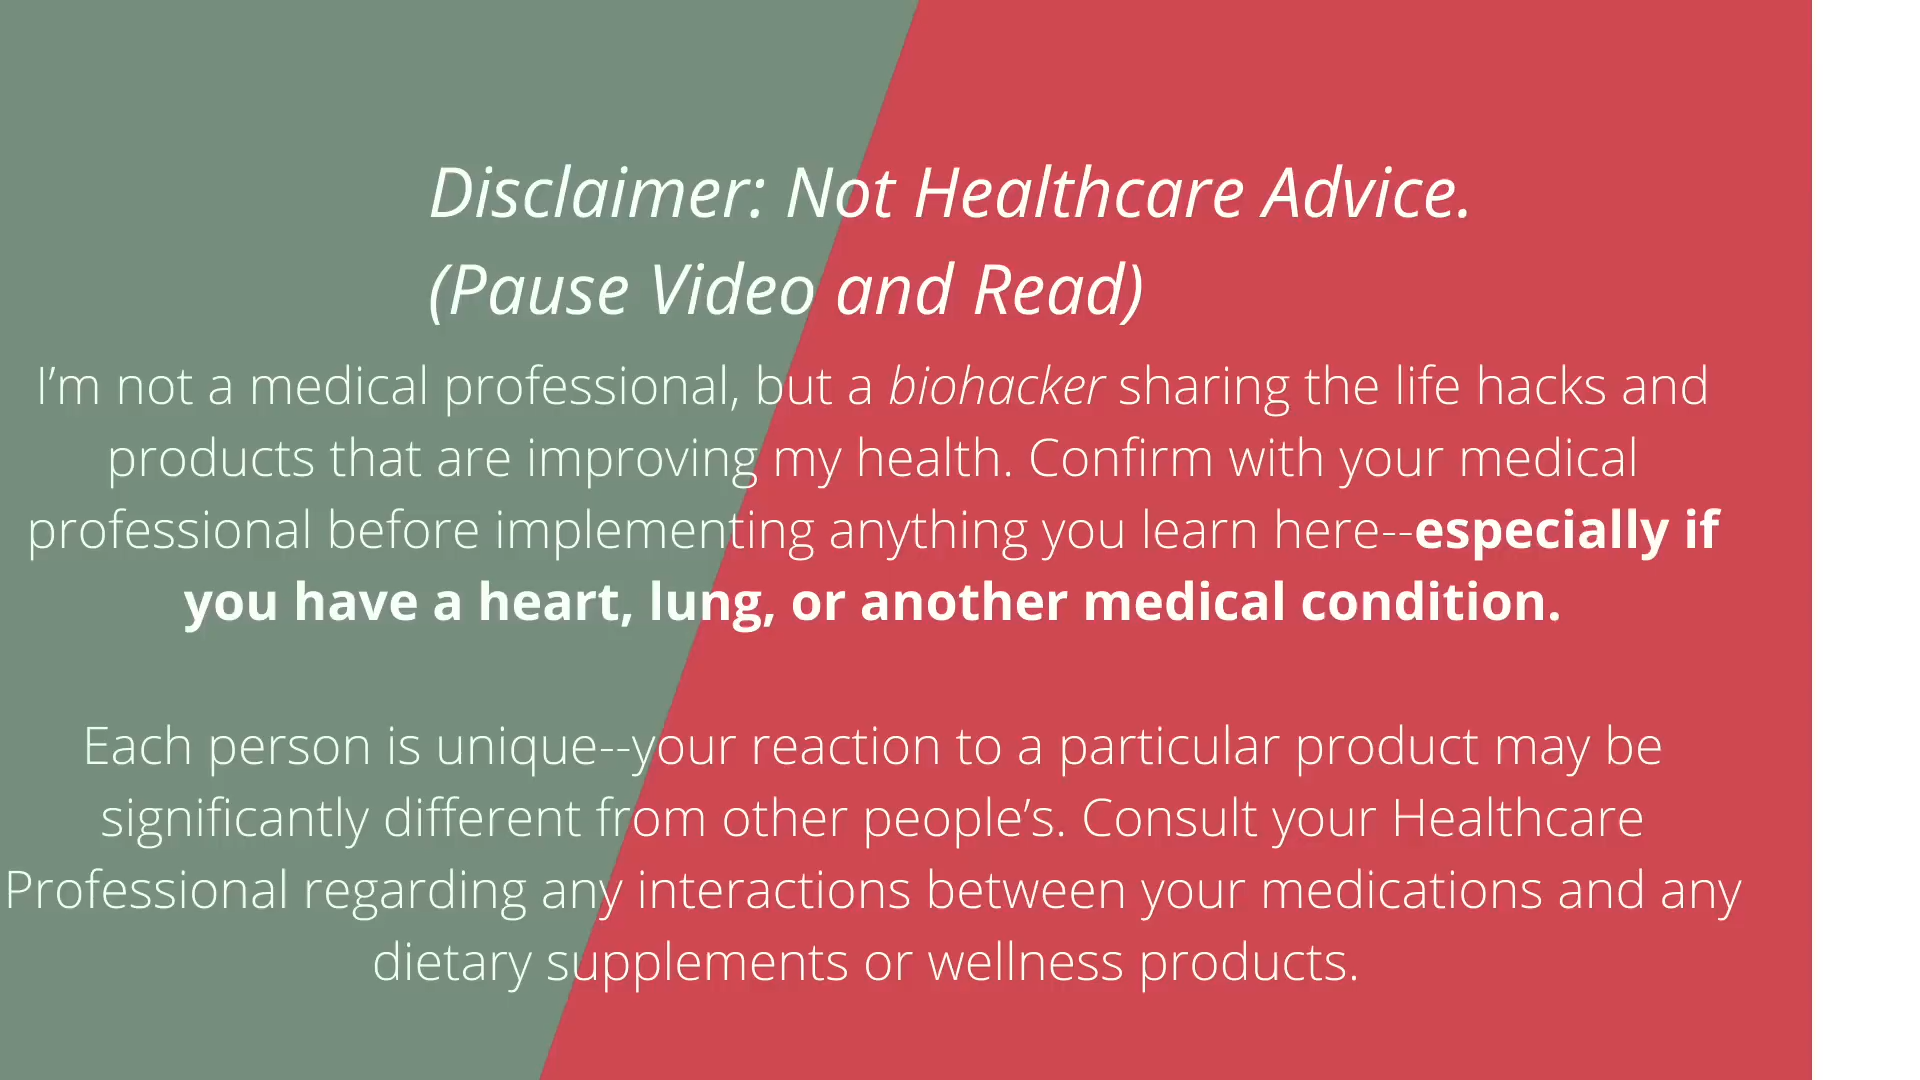 Disclaimer: Not Healthcare Advice.
(Pause Video and Read)
I’m not a medical professional, but a biohacker sharing the life hacks and
products that are improving my health. Confirm with your medical
professional before implementing anything you learn here--especially if
you have a heart, lung, or another medical condition.
Each person is unique--your reaction to a particular product may be
significantly different from other people’s. Consult your Healthcare
Professional regarding any interactions between your medications and any
dietary supplements or wellness products.